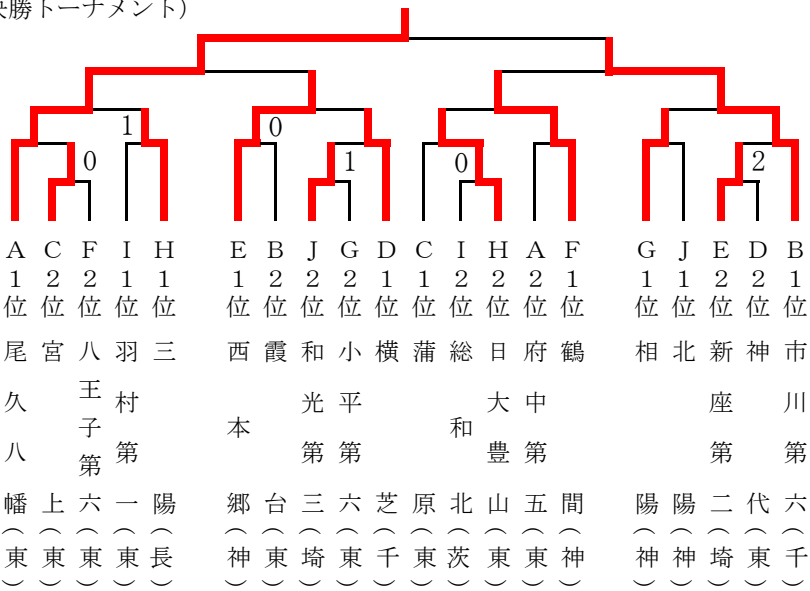 決勝トーナメント）
1 0
0 1 0 2
A1位 尾久八幡（東）
C2位 宮上（東）
F2位 八王子第六（東）
I1位 羽村第一（東）
H1位 三陽（長）
E1位 西本郷（神）
B2位 霞台（東）
J2位 和光第三（埼）
G2位 小平第六（東）
D1位 横芝（千）
C1位 蒲原（東）
I2位 総和北（茨）
H2位 日大豊山（東）
A2位 府中第五（東）
F1位 鶴間（神）
G1位 相陽（神）
J1位 北陽（神）
E2位 新座第二（埼）
D2位 神代（東）
B1位 市川第六（千）